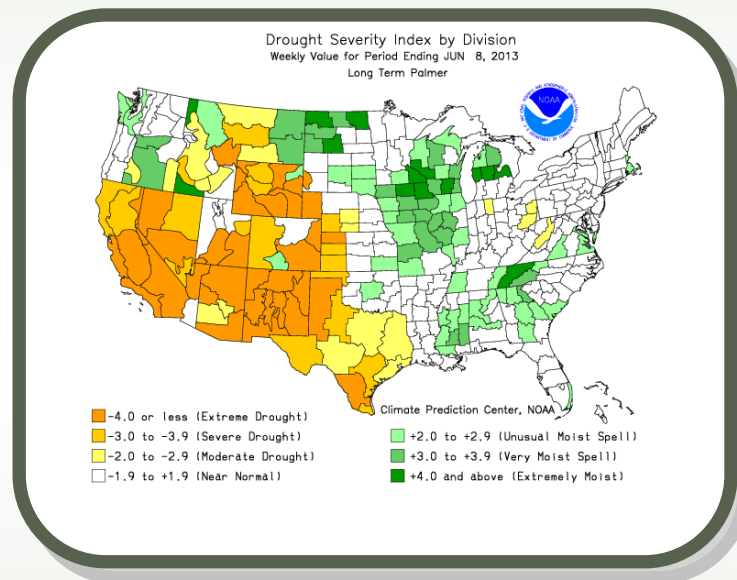 Drought Severity Index by Division
Weekly Value for Period Ending JUN 8, 2013
Long Term Palmer
NOAA
Climate Prediction Center, NOAA
-4.0 or less (Extreme Drought)
-3.0 to -3.9 (Severe Drought)
-2.0 to -2.9 (Moderate Drought)
-1.9 to +1.9 (Near Normal)
+2.0 to +2.9 (Unusual Moist Spell)
+3.0 to +3.9 (Very Moist Spell)
+4.0 and above (Extremely Moist)